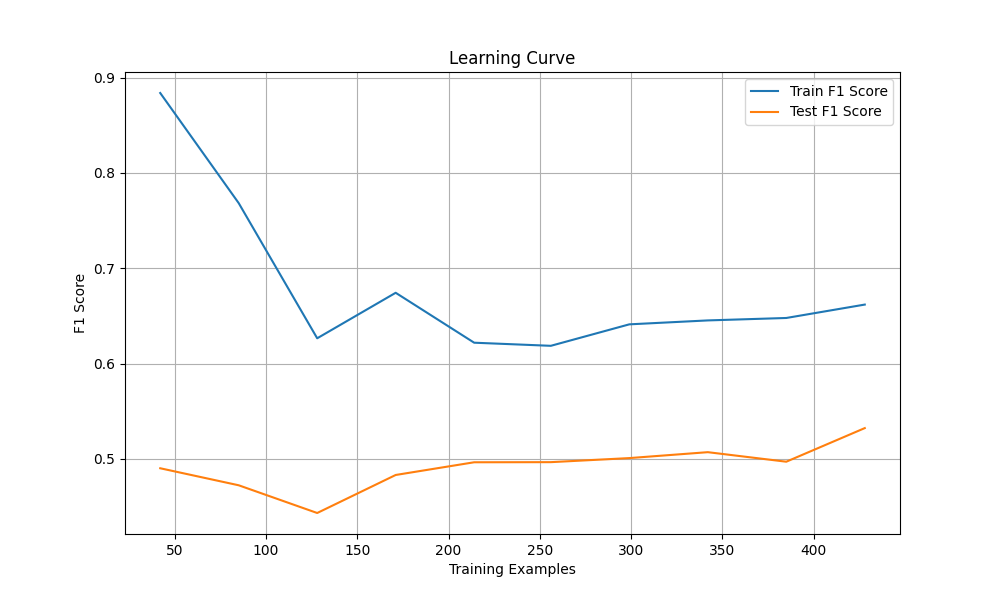 Learning Curve
Train F1 Score
Test F1 Score
0.9
0.8
0.7
0.6
0.5
F1 Score
50 100 150 200 250 300 350 400
Training Examples